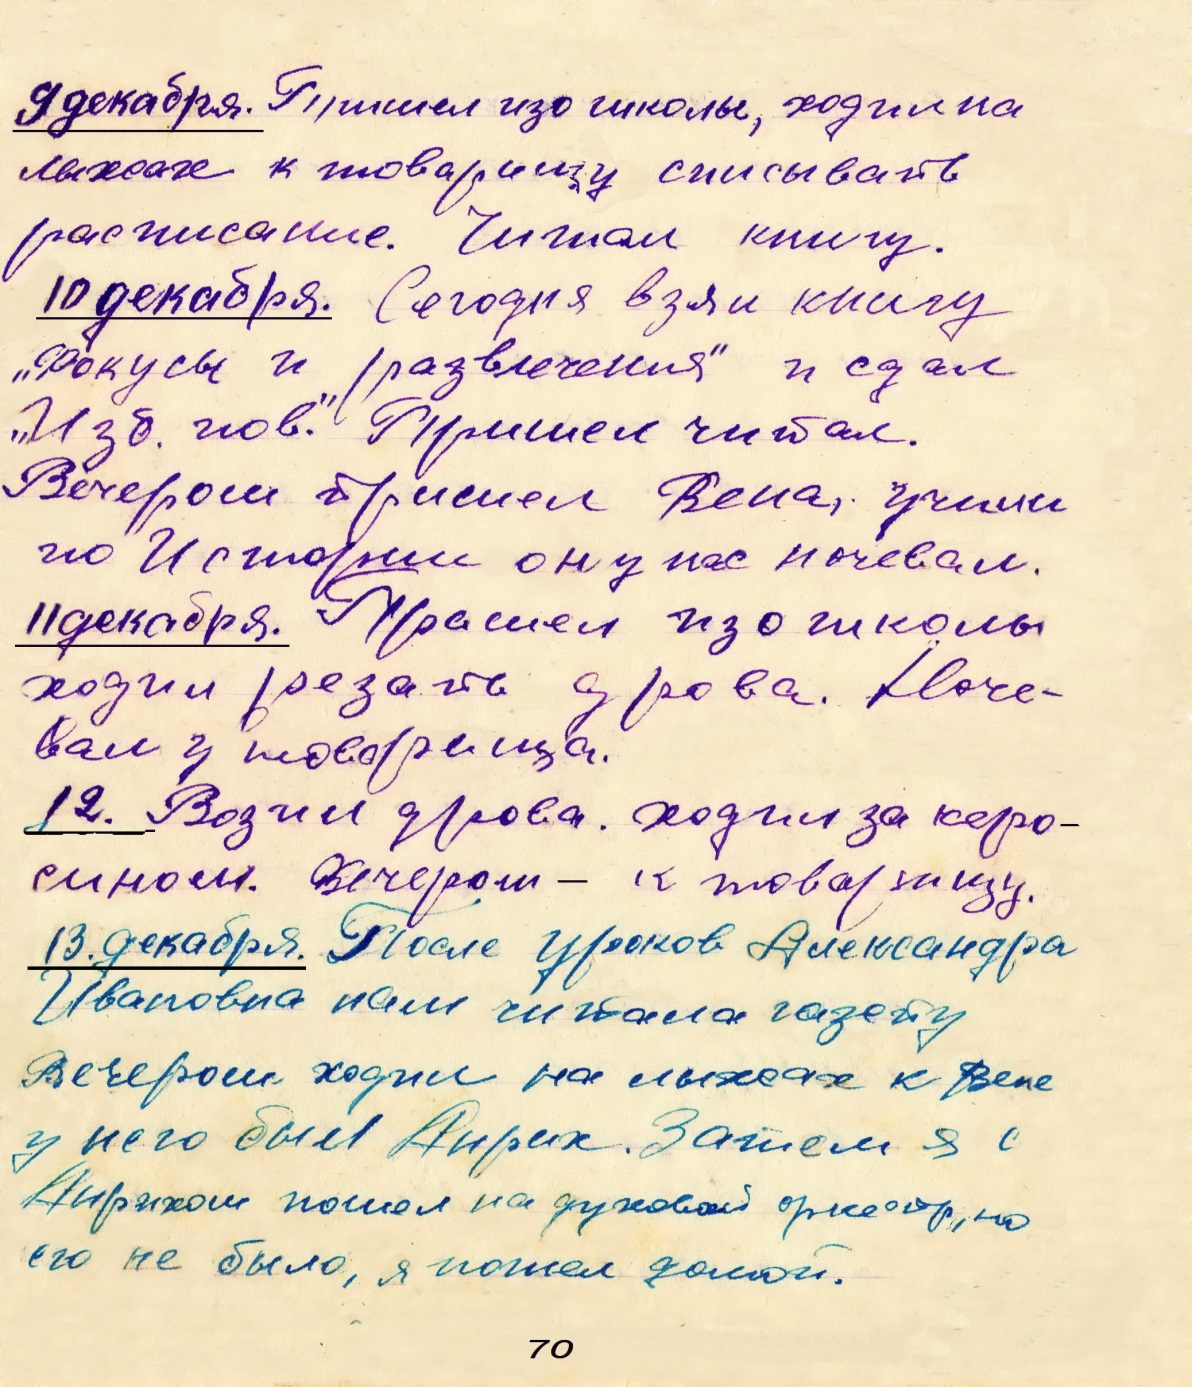 9 декабря. Пришел изо школы, ходил на
лыжах к товарищу списывать
расписание. Читал книгу.
10 декабря. Сегодня взял книгу
„Фокусы и развлечения" и сдал
„Изб. пов." Пришел читал.
Вечером пришел Вена, учили
по Истории он у нас ночевал.
11 декабря. Пришел изо школы
ходил резать дрова. Ноче-
вал у товарища.
12. Возил дрова. ходил за керо-
сином. Вечером – к товарищу.
13. декабря. После уроков Александра
Ивановна нам читала газету
Вечером ходил на лыжах к Вене
у него был Анрих. Затем я с
Анрихом пошел на духовой оркестр, но
его не было, я пошел домой.
70